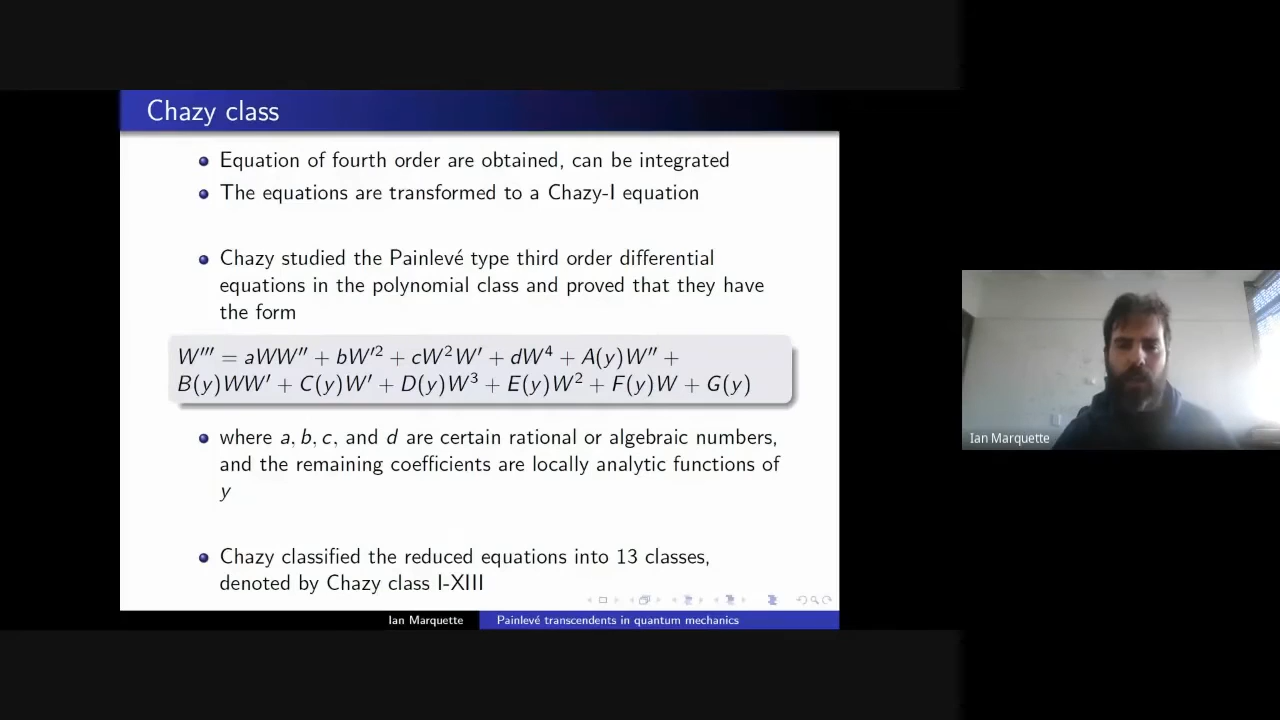 Chazy class
Equation of fourth order are obtained, can be integrated
The equations are transformed to a Chazy-I equation
Chazy studied the Painlevé type third order differential
equations in the polynomial class and proved that they have
the form
W''' = aWW'' + bW'² + cW²W' + dW⁴ + A(y)W'' +
B(y)WW' + C(y)W' + D(y)W³ + E(y)W² + F(y)W + G(y)
where a, b, c, and d are certain rational or algebraic numbers,
and the remaining coefficients are locally analytic functions of
y
Chazy classified the reduced equations into 13 classes,
denoted by Chazy class I-XIII
Ian Marquette
Painlevé transcendents in quantum mechanics
Ian Marquette